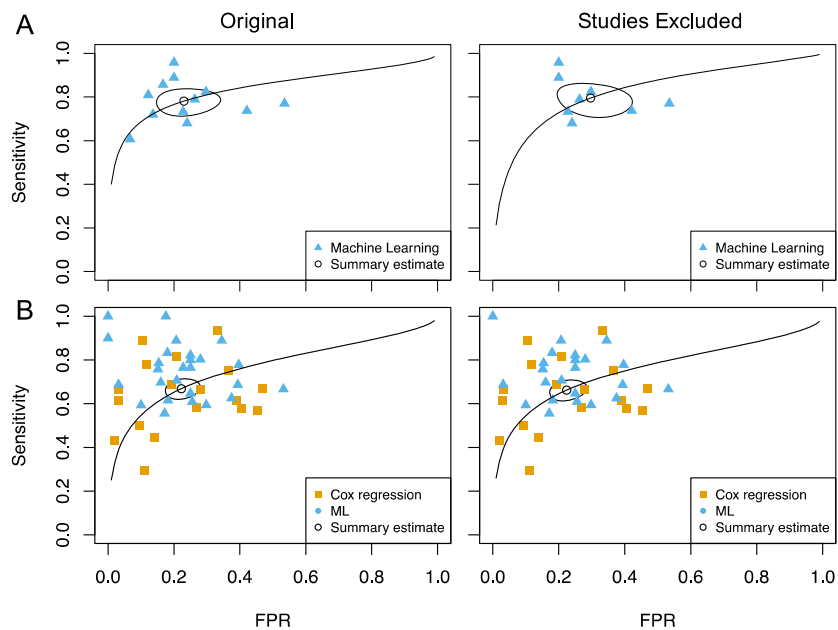 A
Original
Studies Excluded
Sensitivity
0.0 0.2 0.4 0.6 0.8 1.0
Machine Learning
Summary estimate
Machine Learning
Summary estimate
B
Sensitivity
0.0 0.2 0.4 0.6 0.8 1.0
Cox regression
ML
Summary estimate
Cox regression
ML
Summary estimate
0.0 0.2 0.4 0.6 0.8 1.0
0.0 0.2 0.4 0.6 0.8 1.0
FPR
FPR